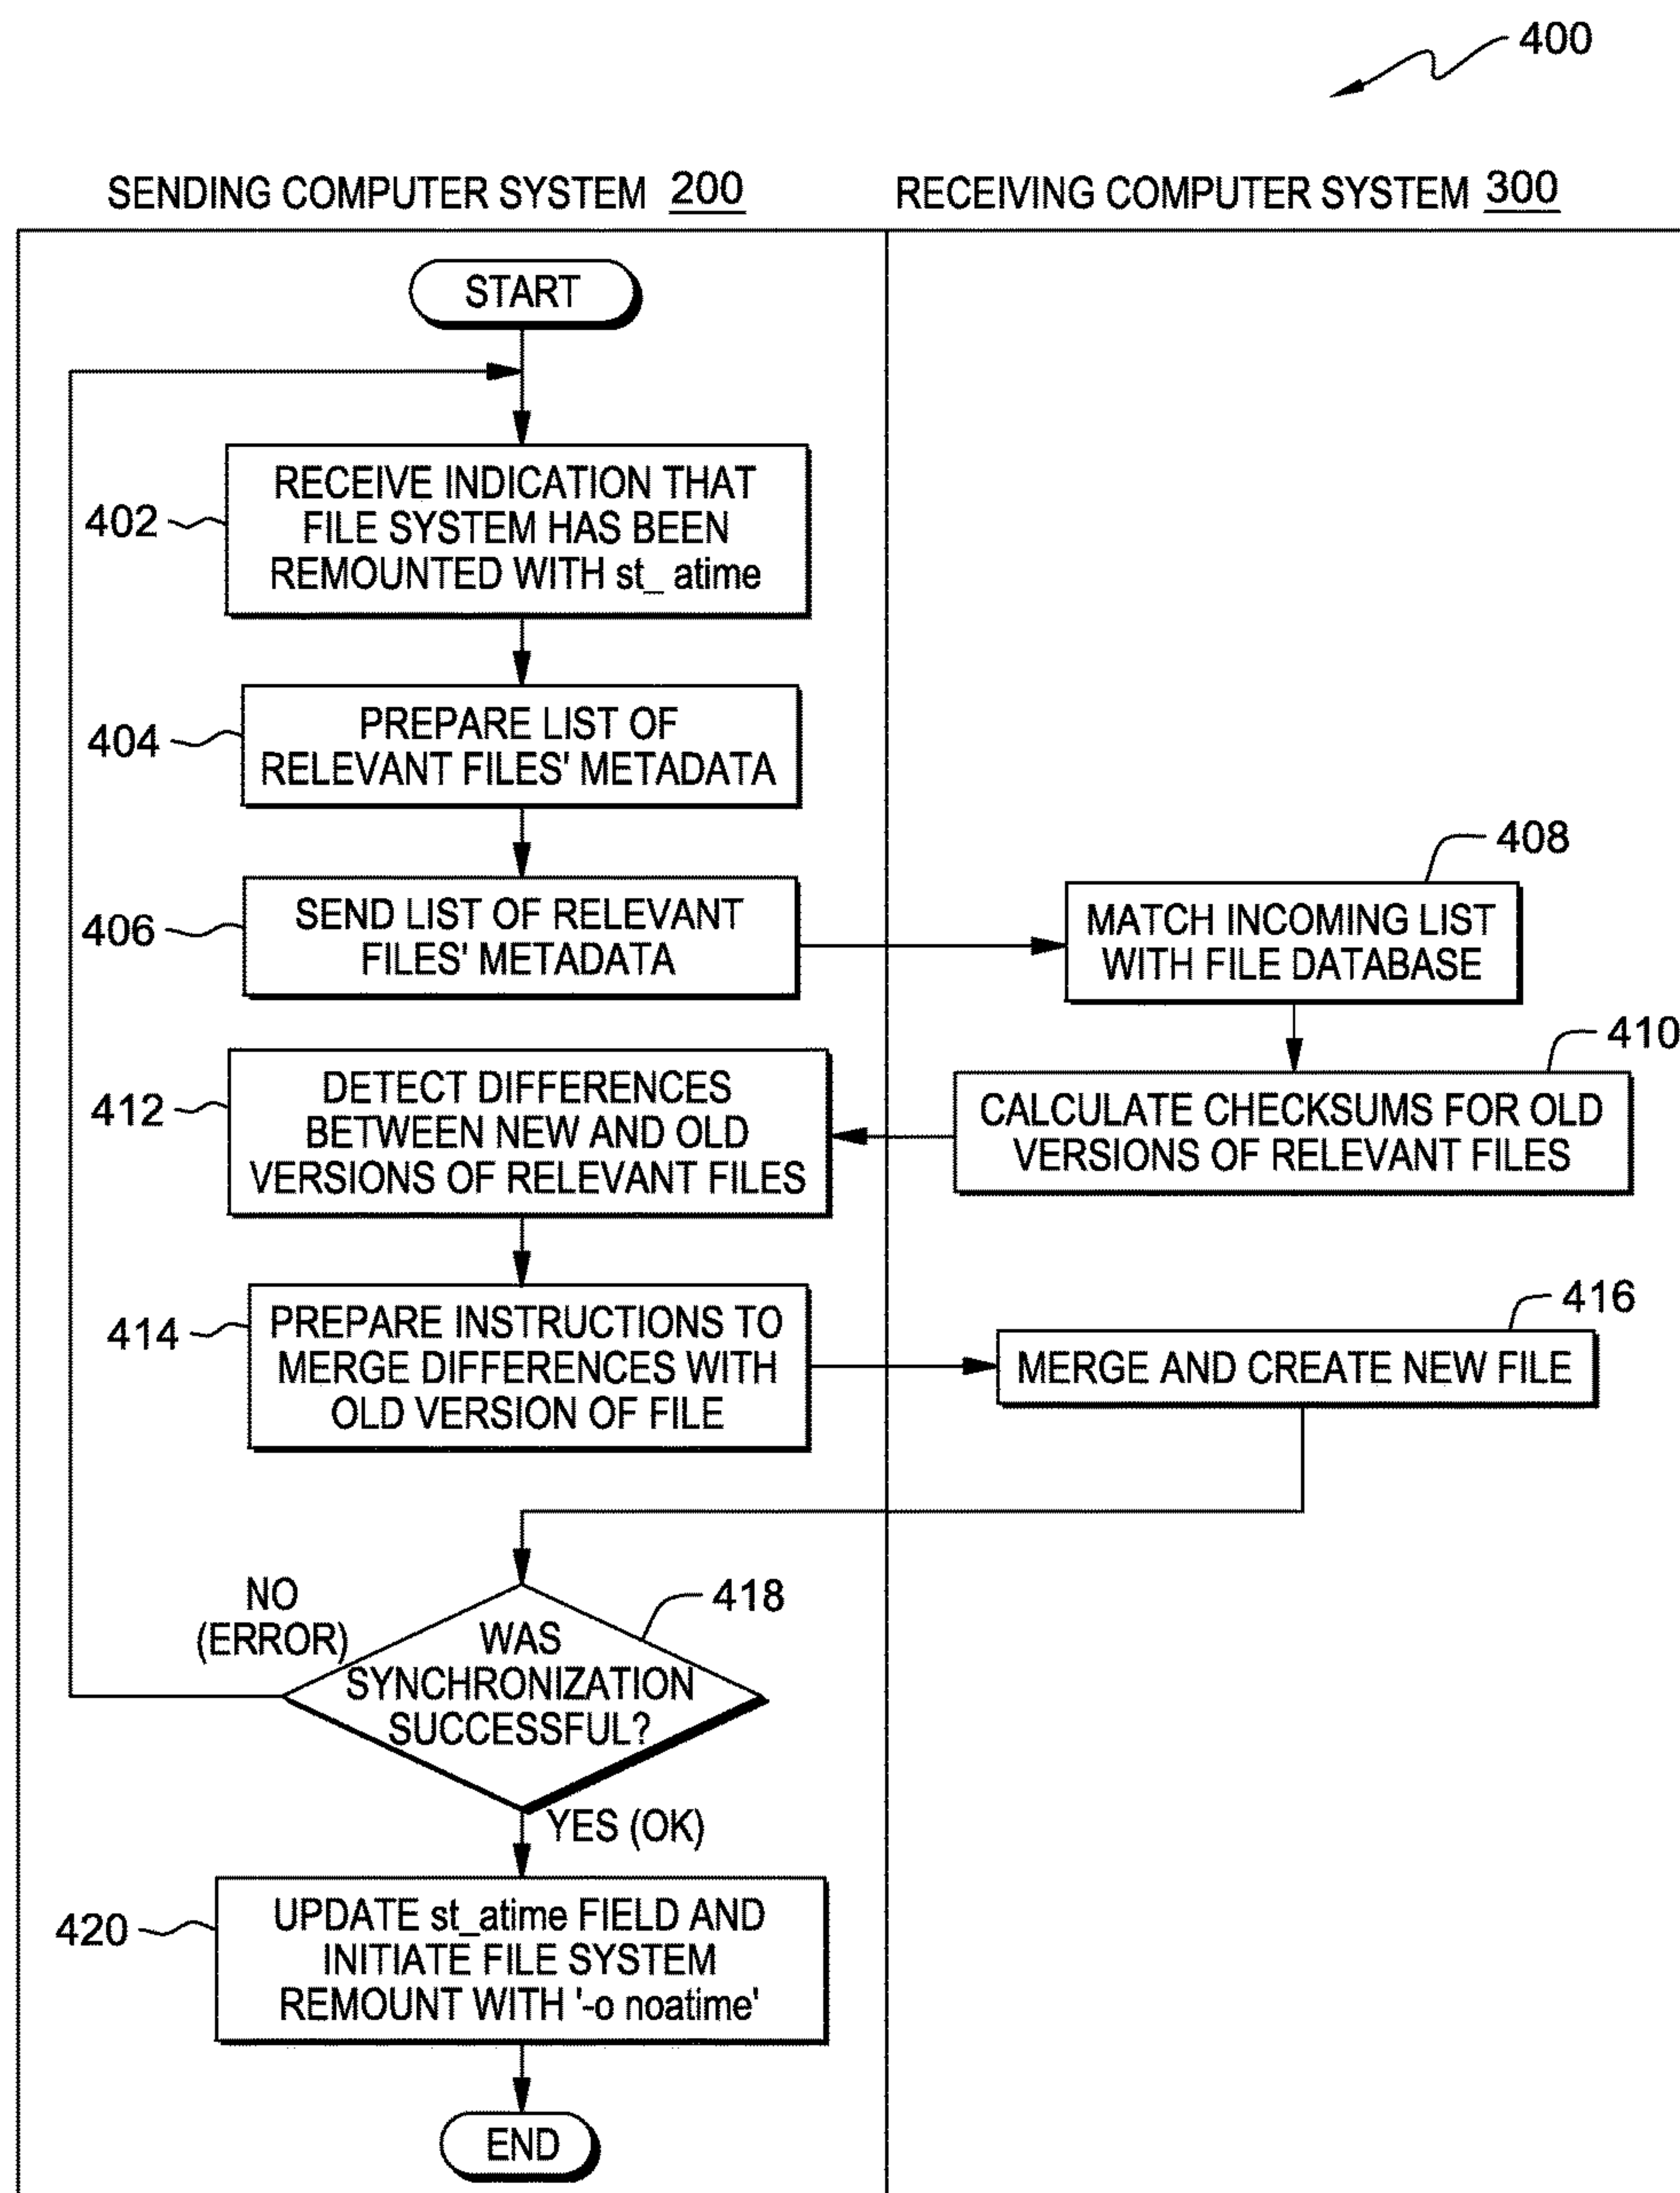 400
SENDING COMPUTER SYSTEM 200
RECEIVING COMPUTER SYSTEM 300
START
402
RECEIVE INDICATION THAT
FILE SYSTEM HAS BEEN
REMOUNTED WITH st_ atime
404
PREPARE LIST OF
RELEVANT FILES' METADATA
406
SEND LIST OF RELEVANT
FILES' METADATA
408
MATCH INCOMING LIST
WITH FILE DATABASE
410
CALCULATE CHECKSUMS FOR OLD
VERSIONS OF RELEVANT FILES
412
DETECT DIFFERENCES
BETWEEN NEW AND OLD
VERSIONS OF RELEVANT FILES
414
PREPARE INSTRUCTIONS TO
MERGE DIFFERENCES WITH
OLD VERSION OF FILE
416
MERGE AND CREATE NEW FILE
418
WAS
SYNCHRONIZATION
SUCCESSFUL?
NO
(ERROR)
YES (OK)
420
UPDATE st_atime FIELD AND
INITIATE FILE SYSTEM
REMOUNT WITH '-o noatime'
END